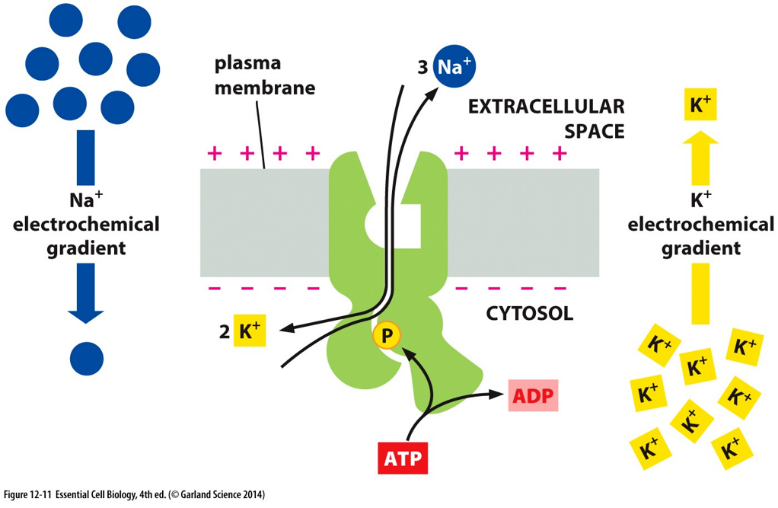 plasma
membrane
3 Na⁺
EXTRACELLULAR
SPACE
K⁺
+ + + +
+ + + +
Na⁺
electrochemical
gradient
K⁺
electrochemical
gradient
– – – –
– – – –
CYTOSOL
2 K⁺
P
K⁺
K⁺
K⁺
K⁺
K⁺
K⁺
K⁺
K⁺
ADP
ATP
Figure 12-11 Essential Cell Biology, 4th ed. (© Garland Science 2014)